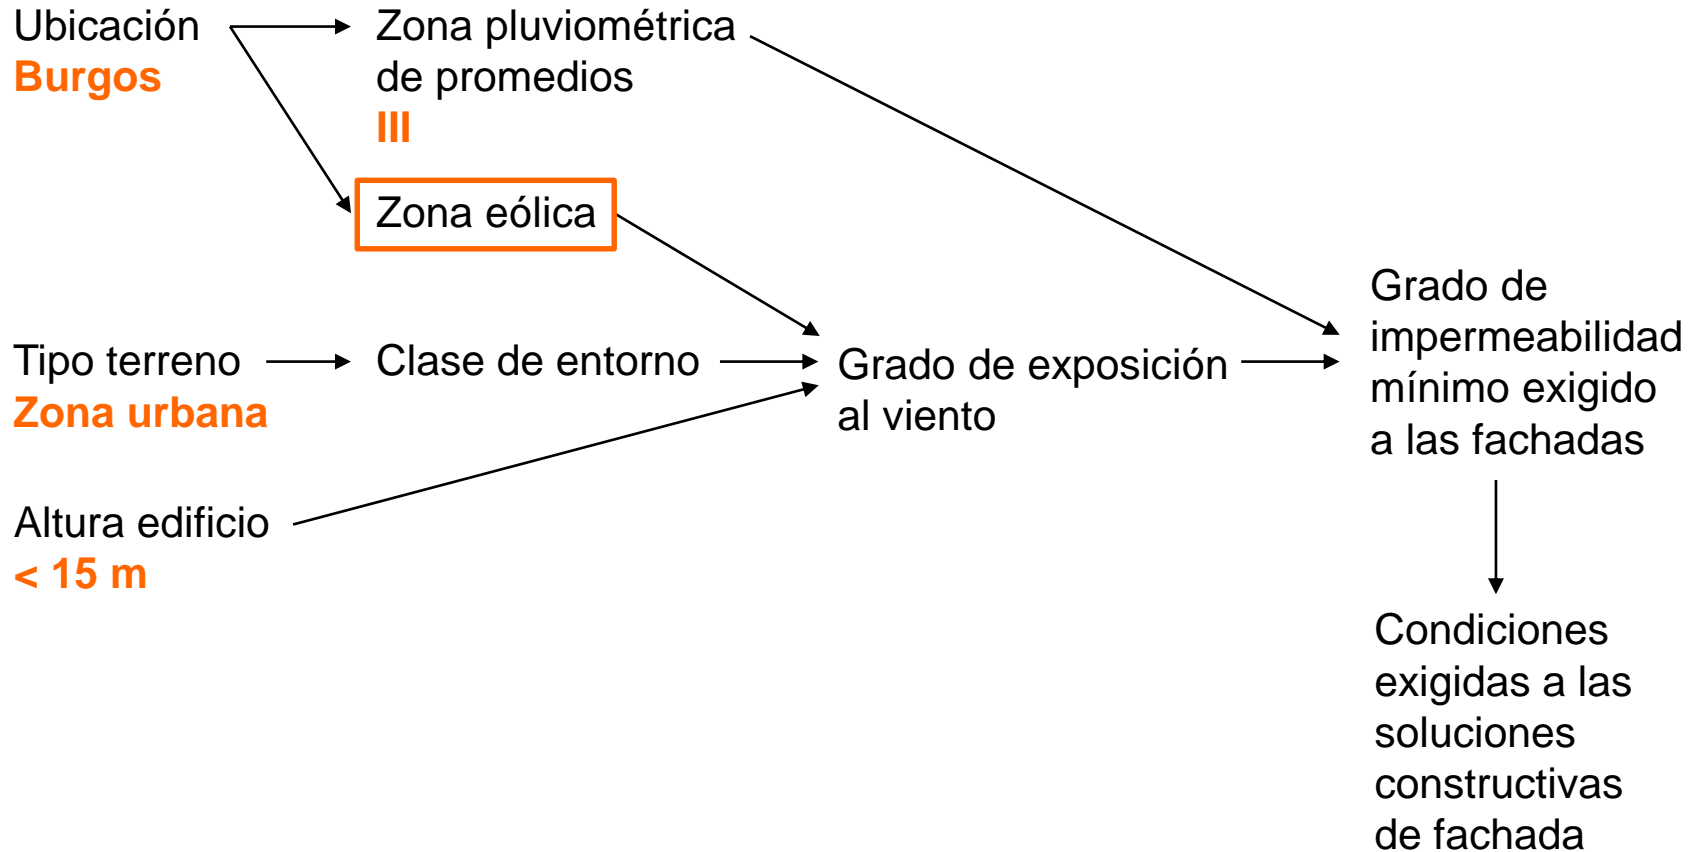 Ubicación
Burgos
Zona pluviométrica
de promedios
III
Zona eólica
Tipo terreno
Zona urbana
Clase de entorno
Altura edificio
< 15 m
Grado de exposición
al viento
Grado de
impermeabilidad
mínimo exigido
a las fachadas
Condiciones
exigidas a las
soluciones
constructivas
de fachada